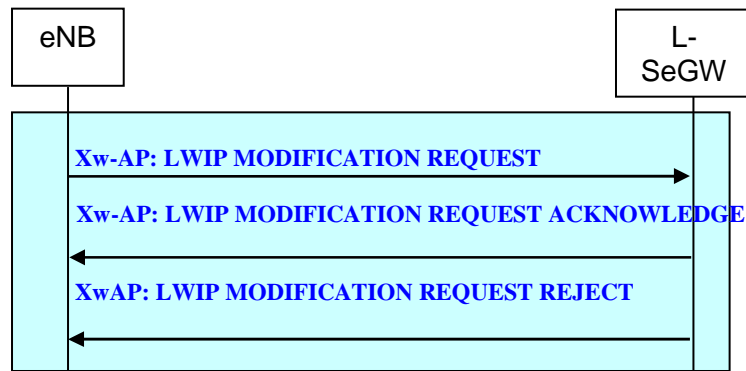 eNB
L-
SeGW
Xw-AP: LWIP MODIFICATION REQUEST
Xw-AP: LWIP MODIFICATION REQUEST ACKNOWLEDGE
XwAP: LWIP MODIFICATION REQUEST REJECT